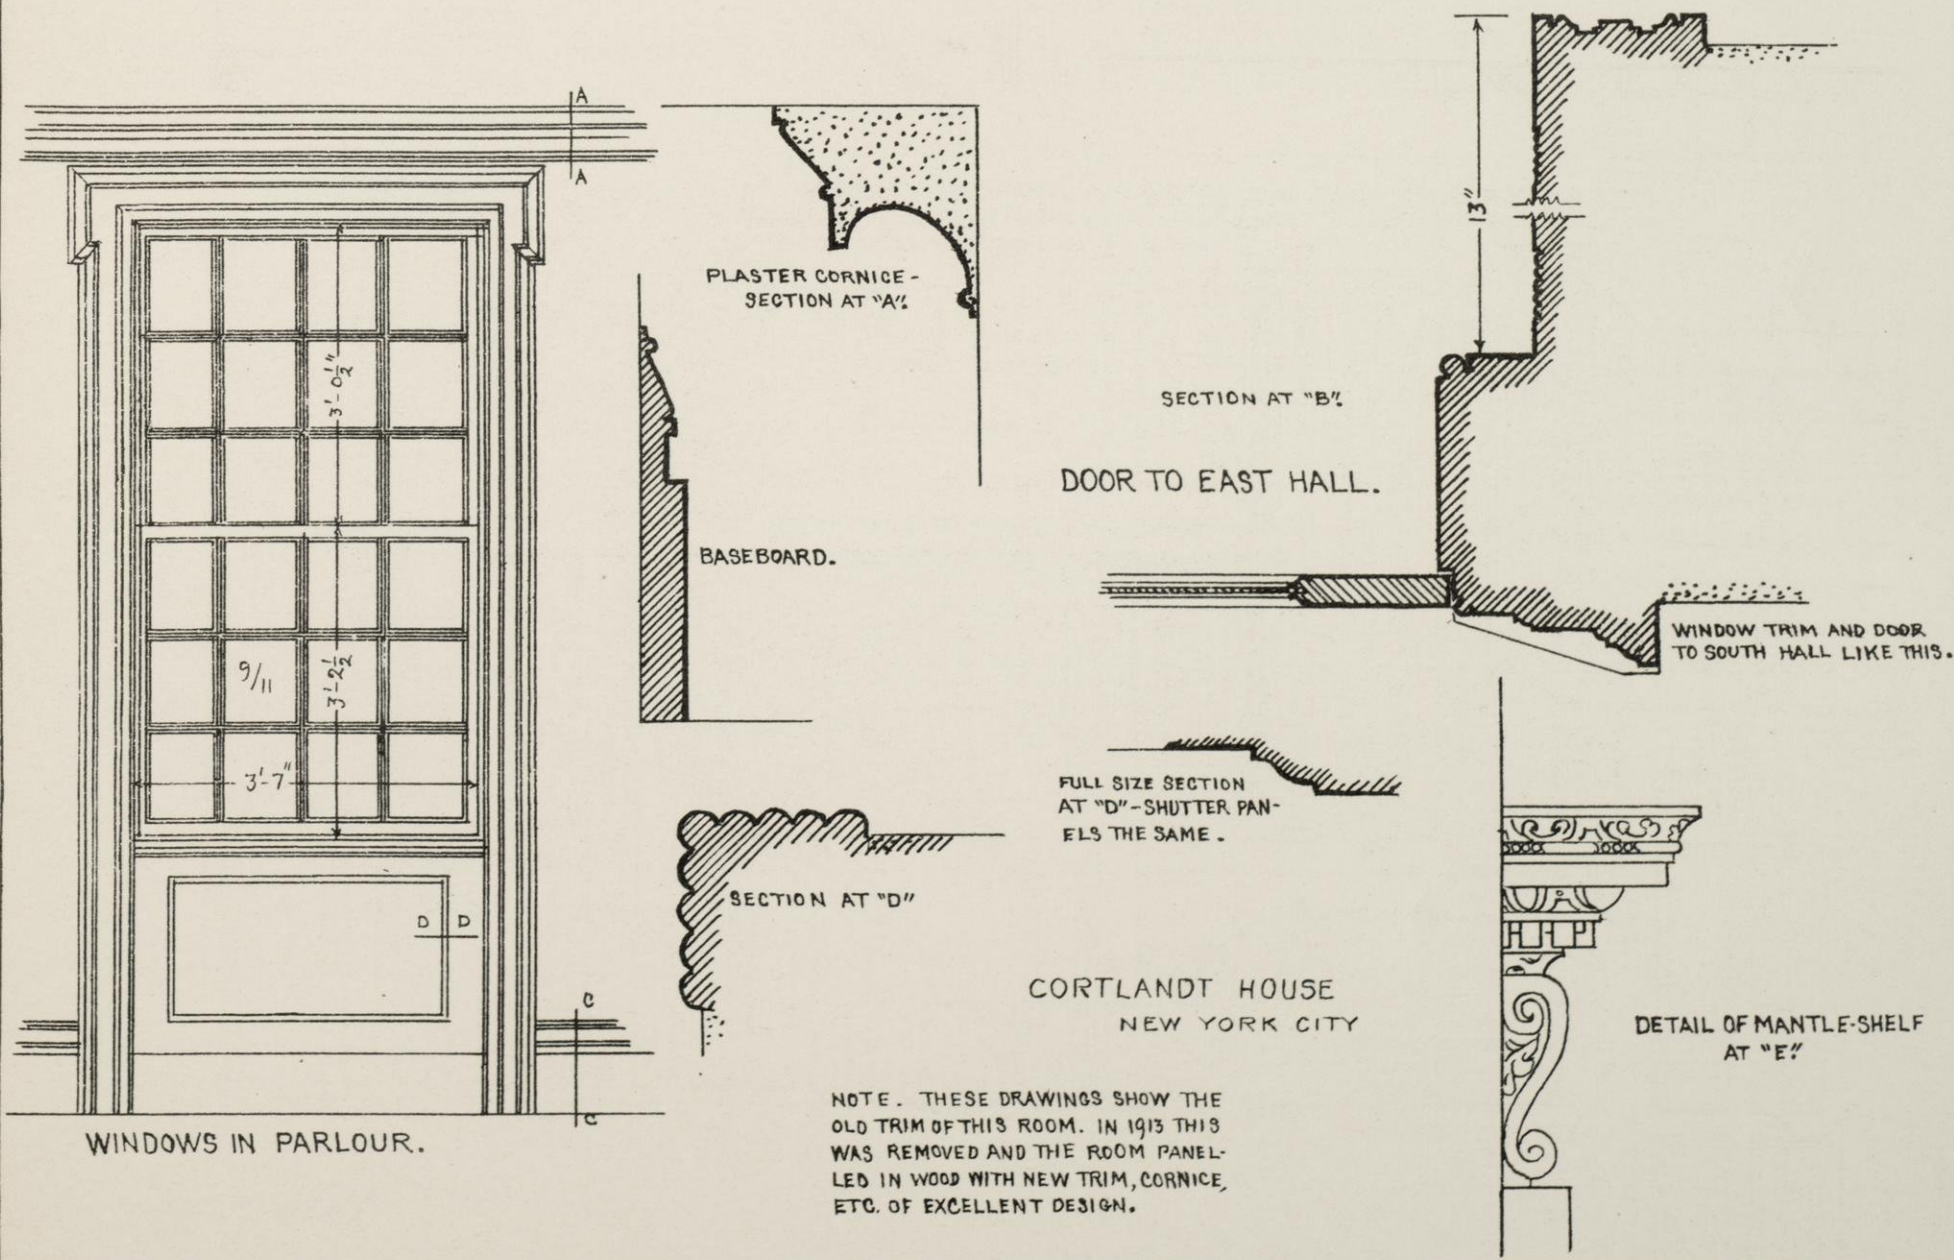 A
A
3'-0½"
3'-2½"
9/11
3'-7"
D D
C
C
WINDOWS IN PARLOUR.
PLASTER CORNICE-
SECTION AT "A".
BASEBOARD.
SECTION AT "D"
13"
SECTION AT "B".
DOOR TO EAST HALL.
WINDOW TRIM AND DOOR
TO SOUTH HALL LIKE THIS.
FULL SIZE SECTION
AT "D"-SHUTTER PAN-
ELS THE SAME.
CORTLANDT HOUSE
NEW YORK CITY
DETAIL OF MANTLE-SHELF
AT "E".
NOTE. THESE DRAWINGS SHOW THE
OLD TRIM OF THIS ROOM. IN 1913 THIS
WAS REMOVED AND THE ROOM PANEL-
LED IN WOOD WITH NEW TRIM, CORNICE,
ETC. OF EXCELLENT DESIGN.